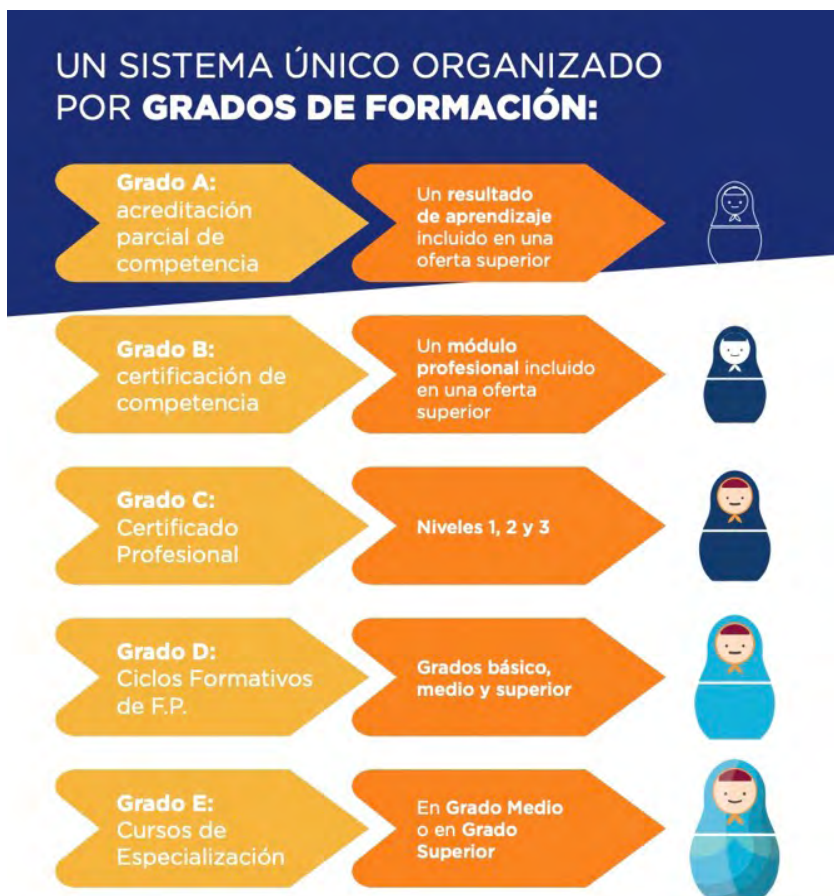 UN SISTEMA ÚNICO ORGANIZADO
POR GRADOS DE FORMACIÓN:
Grado A:
acreditación
parcial de
competencia
Un resultado
de aprendizaje
incluido en una
oferta superior
Grado B:
certificación de
competencia
Un módulo
profesional incluido
en una oferta
superior
Grado C:
Certificado
Profesional
Niveles 1, 2 y 3
Grado D:
Ciclos Formativos
de F.P.
Grados básico,
medio y superior
Grado E:
Cursos de
Especialización
En Grado Medio
o en Grado
Superior